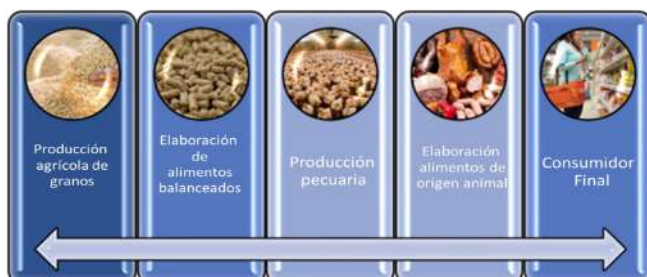 Producción
agrícola de
granos
Elaboración
de
alimentos
balanceados
Producción
pecuaria
Elaboración
alimentos de
origen animal
Consumidor
Final